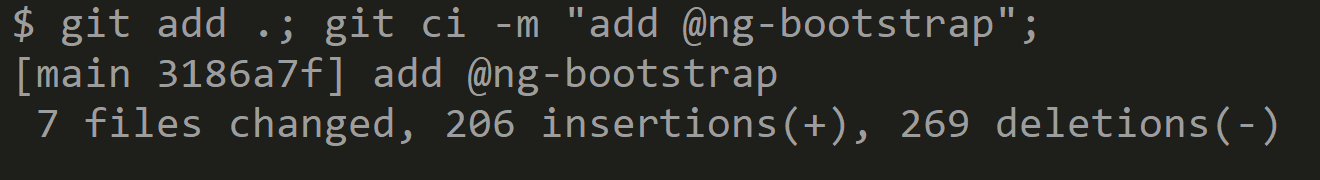 $ git add .; git ci -m "add @ng-bootstrap";
[main 3186a7f] add @ng-bootstrap
 7 files changed, 206 insertions(+), 269 deletions(-)